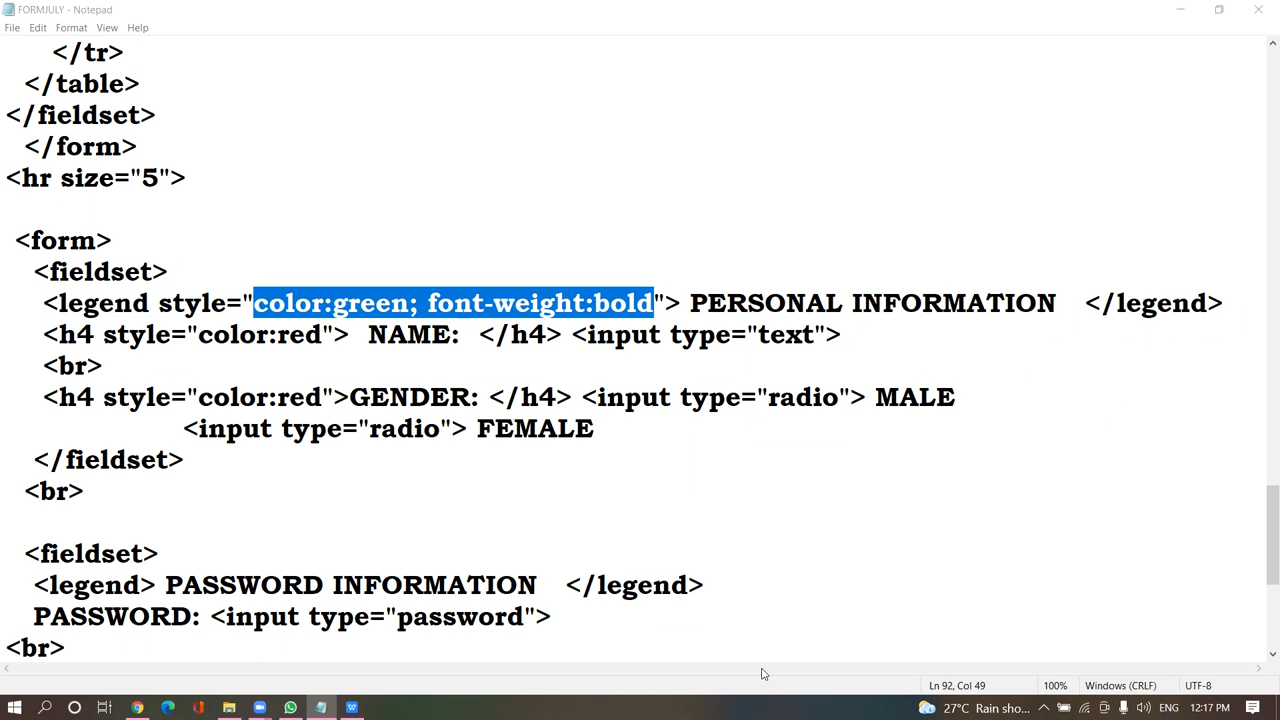 FORMJULY - Notepad
File Edit Format View Help
</tr>
</table>
</fieldset>
</form>
<hr size="5">
<form>
<fieldset>
<legend style="color:green; font-weight:bold"> PERSONAL INFORMATION </legend>
<h4 style="color:red"> NAME: </h4> <input type="text">
<br>
<h4 style="color:red">GENDER: </h4> <input type="radio"> MALE
<input type="radio"> FEMALE
</fieldset>
<br>
<fieldset>
<legend> PASSWORD INFORMATION </legend>
PASSWORD: <input type="password">
<br>
Ln 92, Col 49 100% Windows (CRLF) UTF-8
27°C Rain sho... ENG 12:17 PM